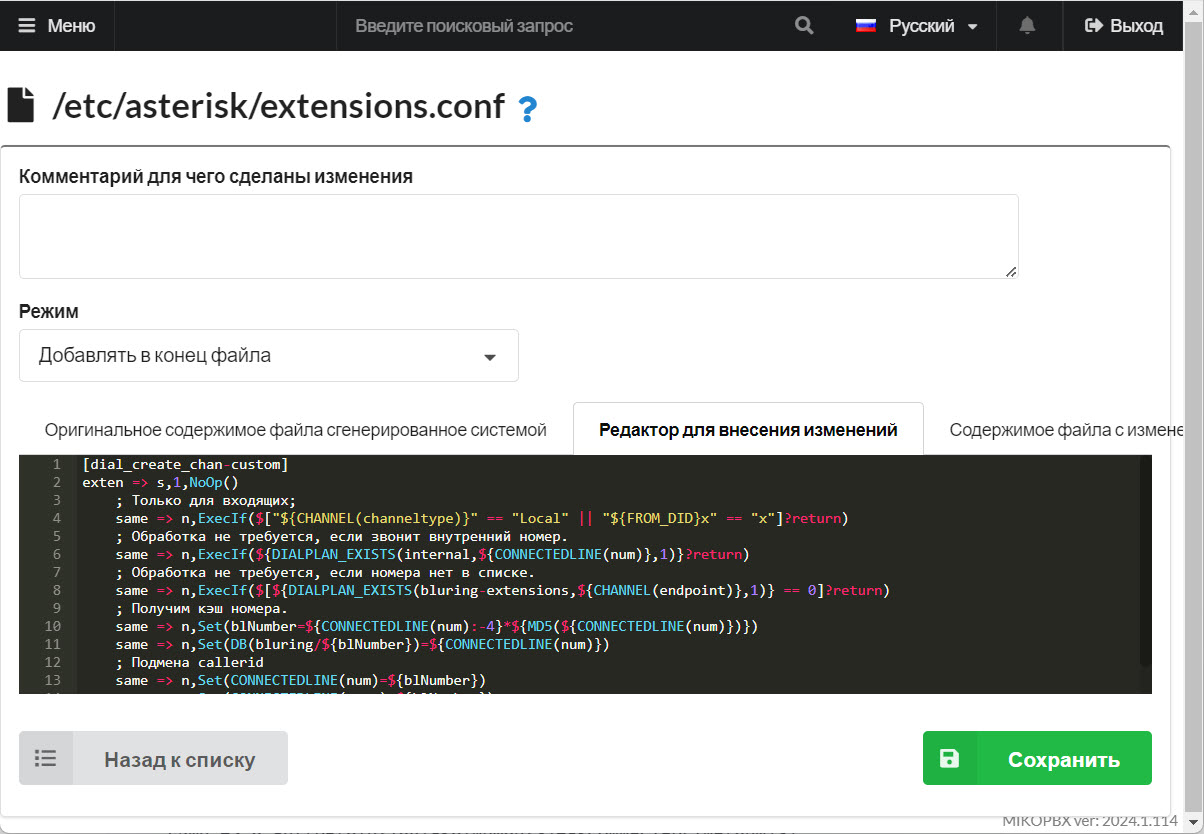 Меню
Введите поисковый запрос
Русский
Выход
/etc/asterisk/extensions.conf ?
Комментарий для чего сделаны изменения
Режим
Добавлять в конец файла
Оригинальное содержимое файла сгенерированное системой
Редактор для внесения изменений
Содержимое файла с измене
1 [dial_create_chan-custom]
2 exten => s,1,NoOp()
3 ; Только для входящих;
4 same => n,ExecIf($["${CHANNEL(channeltype)}" == "Local" || "${FROM_DID}x" == "x"]?return)
5 ; Обработка не требуется, если звонит внутренний номер.
6 same => n,ExecIf(${DIALPLAN_EXISTS(internal,${CONNECTEDLINE(num)},1)}?return)
7 ; Обработка не требуется, если номера нет в списке.
8 same => n,ExecIf($[${DIALPLAN_EXISTS(bluring-extensions,${CHANNEL(endpoint)},1)} == 0]?return)
9 ; Получим кэш номера.
10 same => n,Set(blNumber=${CONNECTEDLINE(num):-4}*${MD5(${CONNECTEDLINE(num)})})
11 same => n,Set(DB(bluring/${blNumber})=${CONNECTEDLINE(num)})
12 ; Подмена callerid
13 same => n,Set(CONNECTEDLINE(num)=${blNumber})
Назад к списку
Сохранить
MIKOPBX ver: 2024.1.114